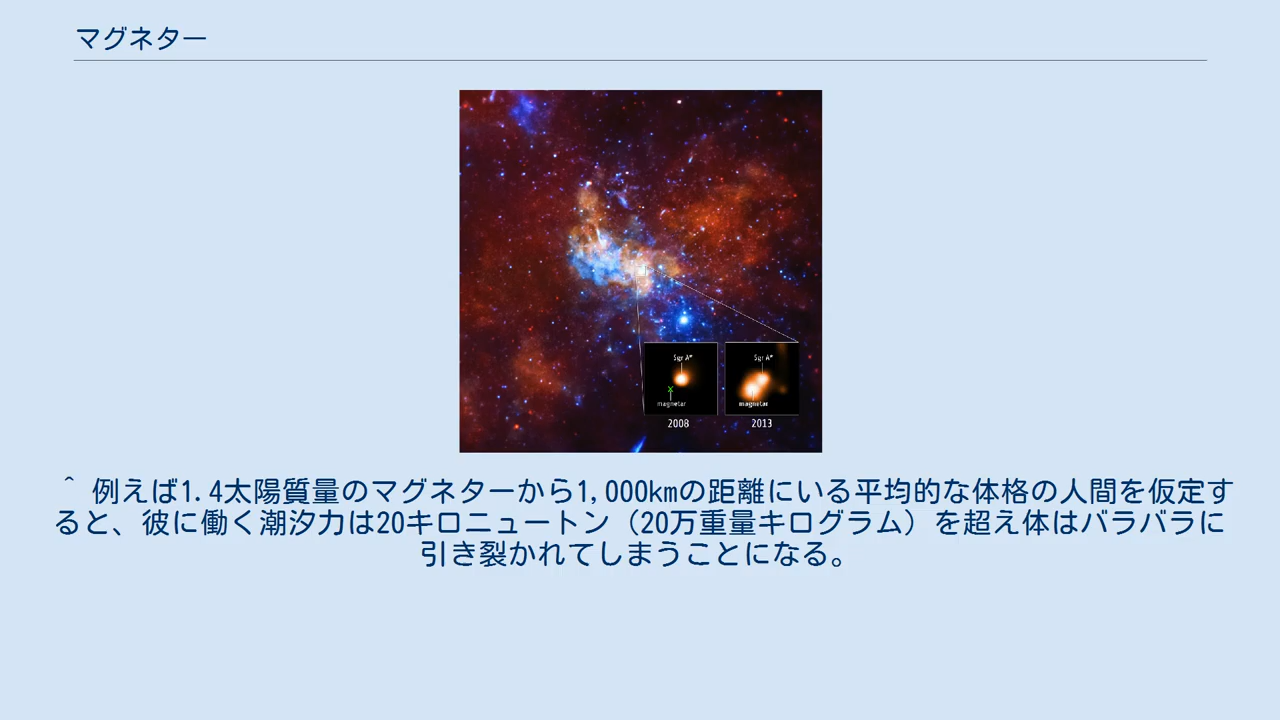 マグネター
Sgr A*
magnetar
2008
Sgr A*
magnetar
2013
^ 例えば1.4太陽質量のマグネターから1,000kmの距離にいる平均的な体格の人間を仮定す
ると、彼に働く潮汐力は20キロニュートン（20万重量キログラム）を超え体はバラバラに
引き裂かれてしまうことになる。